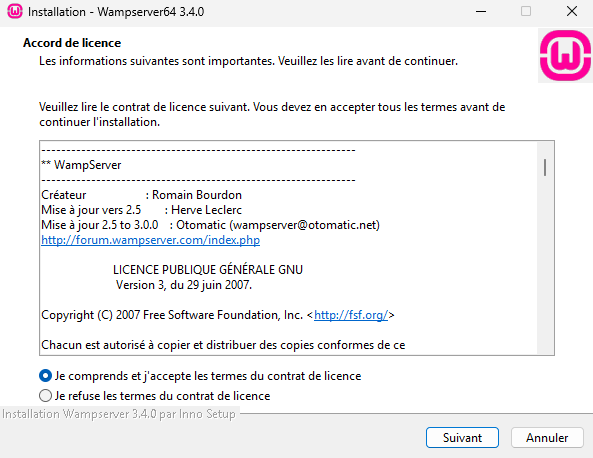 Installation - Wampserver64 3.4.0
Accord de licence
Les informations suivantes sont importantes. Veuillez les lire avant de continuer.
Veuillez lire le contrat de licence suivant. Vous devez en accepter tous les termes avant de
continuer l'installation.
------------------------------------------------------------
** WampServer
------------------------------------------------------------
Créateur : Romain Bourdon
Mise à jour vers 2.5 : Herve Leclerc
Mise à jour 2.5 to 3.0.0 : Otomatic (wampserver@otomatic.net)
http://forum.wampserver.com/index.php
LICENCE PUBLIQUE GÉNÉRALE GNU
Version 3, du 29 juin 2007.
Copyright (C) 2007 Free Software Foundation, Inc. <http://fsf.org/>
Chacun est autorisé à copier et distribuer des copies conformes de ce
Je comprends et j'accepte les termes du contrat de licence
Je refuse les termes du contrat de licence
Installation Wampserver 3.4.0 par Inno Setup
Suivant
Annuler